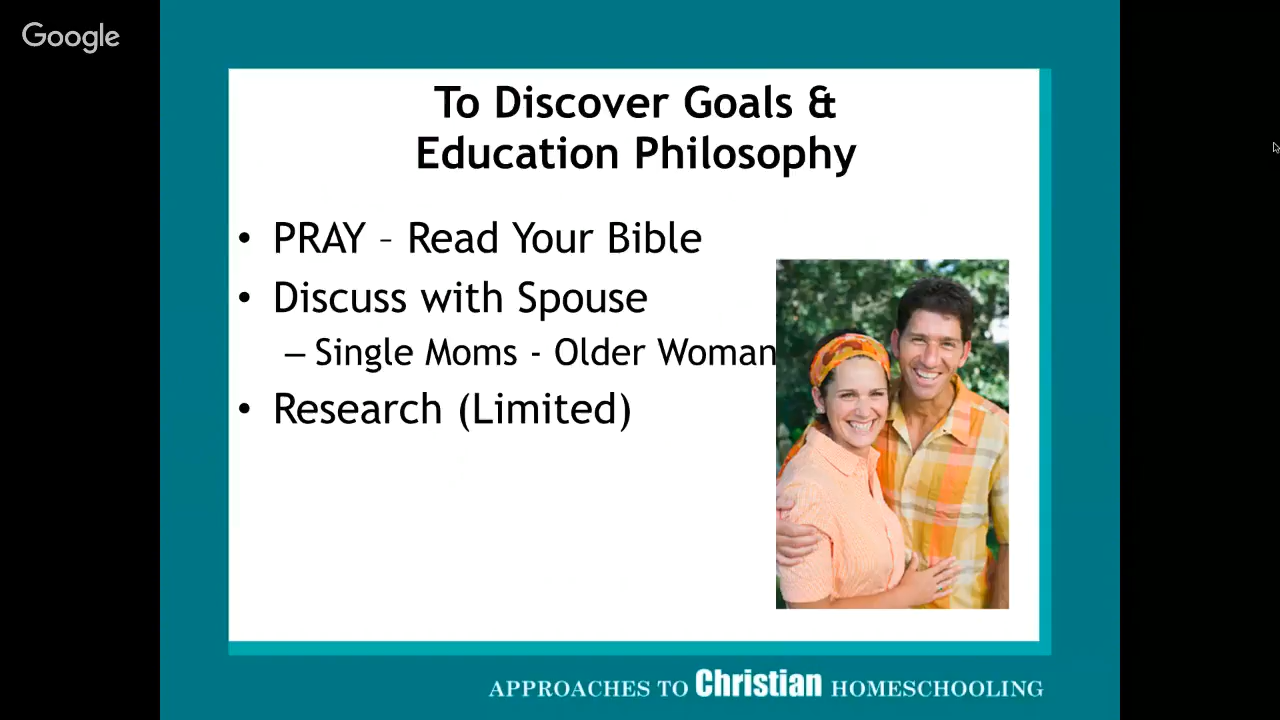 Google
To Discover Goals &
Education Philosophy
• PRAY – Read Your Bible
• Discuss with Spouse
– Single Moms - Older Woman
• Research (Limited)
APPROACHES TO Christian HOMESCHOOLING